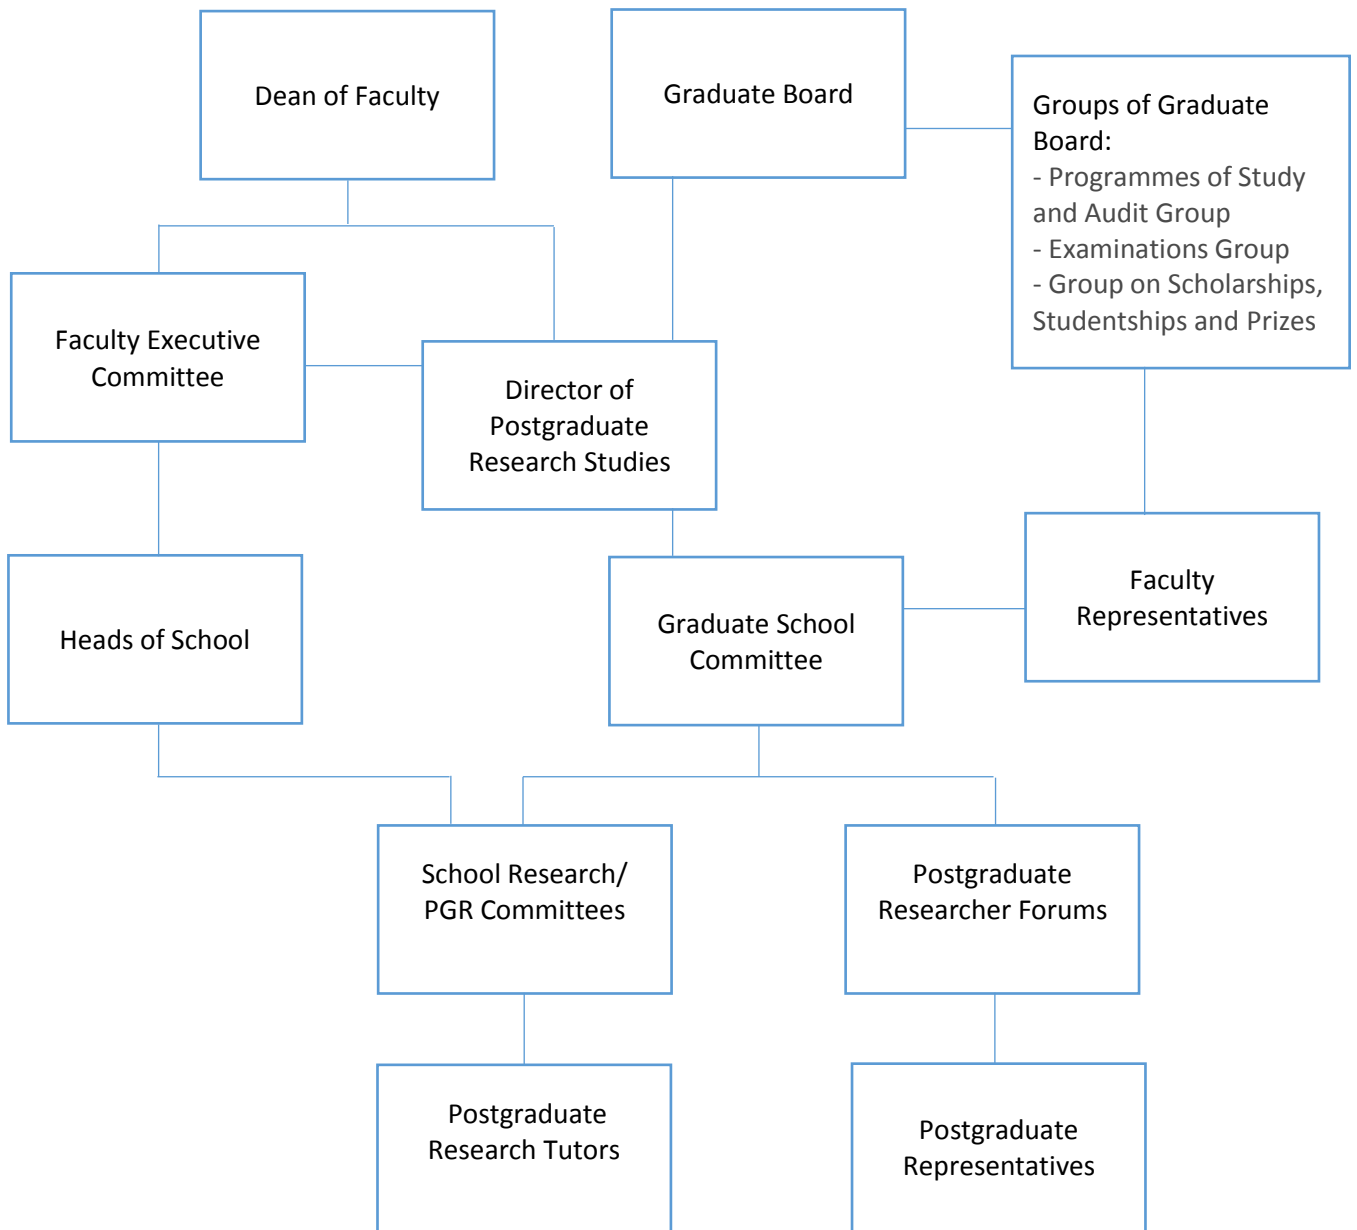 Dean of Faculty
Graduate Board
Groups of Graduate
Board:
- Programmes of Study
and Audit Group
- Examinations Group
- Group on Scholarships,
Studentships and Prizes
Faculty Executive
Committee
Director of
Postgraduate
Research Studies
Heads of School
Graduate School
Committee
Faculty
Representatives
School Research/
PGR Committees
Postgraduate
Researcher Forums
Postgraduate
Research Tutors
Postgraduate
Representatives